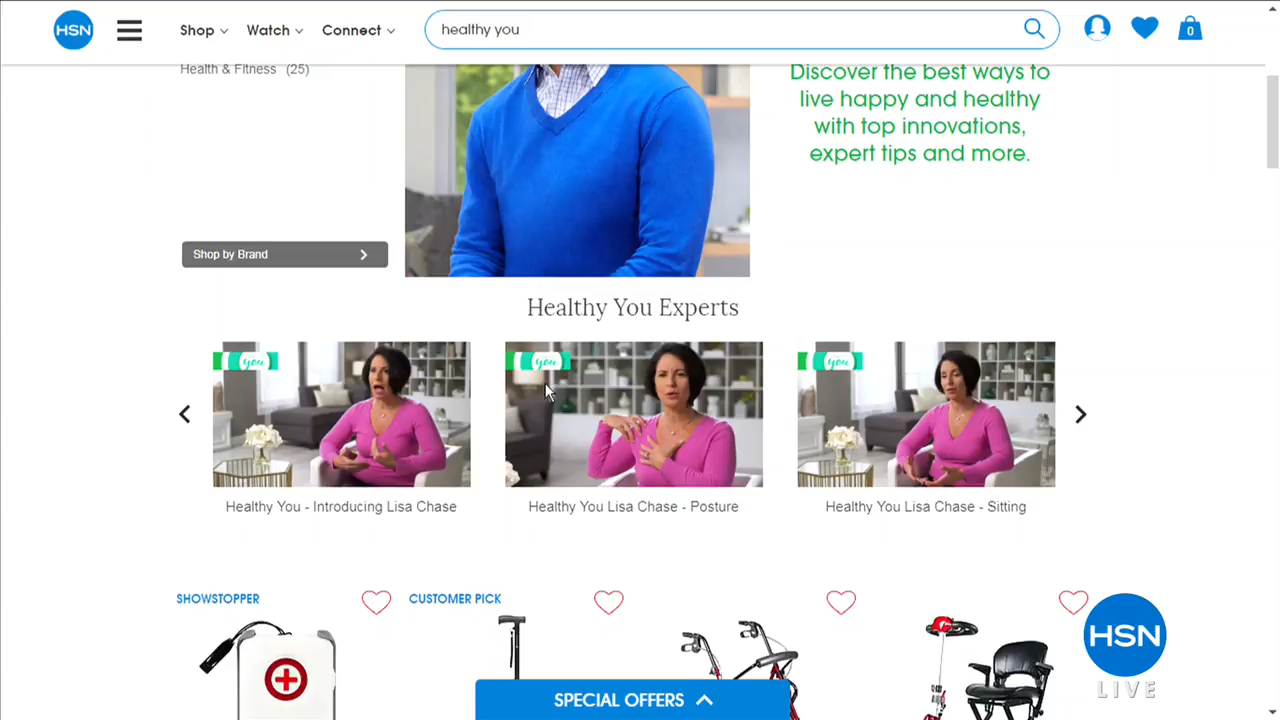 HSN
Shop
Watch
Connect
healthy you
0
Health & Fitness (25)
Discover the best ways to
live happy and healthy
with top innovations,
expert tips and more.
Shop by Brand
Healthy You Experts
you
you
you
Healthy You - Introducing Lisa Chase
Healthy You Lisa Chase - Posture
Healthy You Lisa Chase - Sitting
SHOWSTOPPER
CUSTOMER PICK
SPECIAL OFFERS
HSN
LIVE